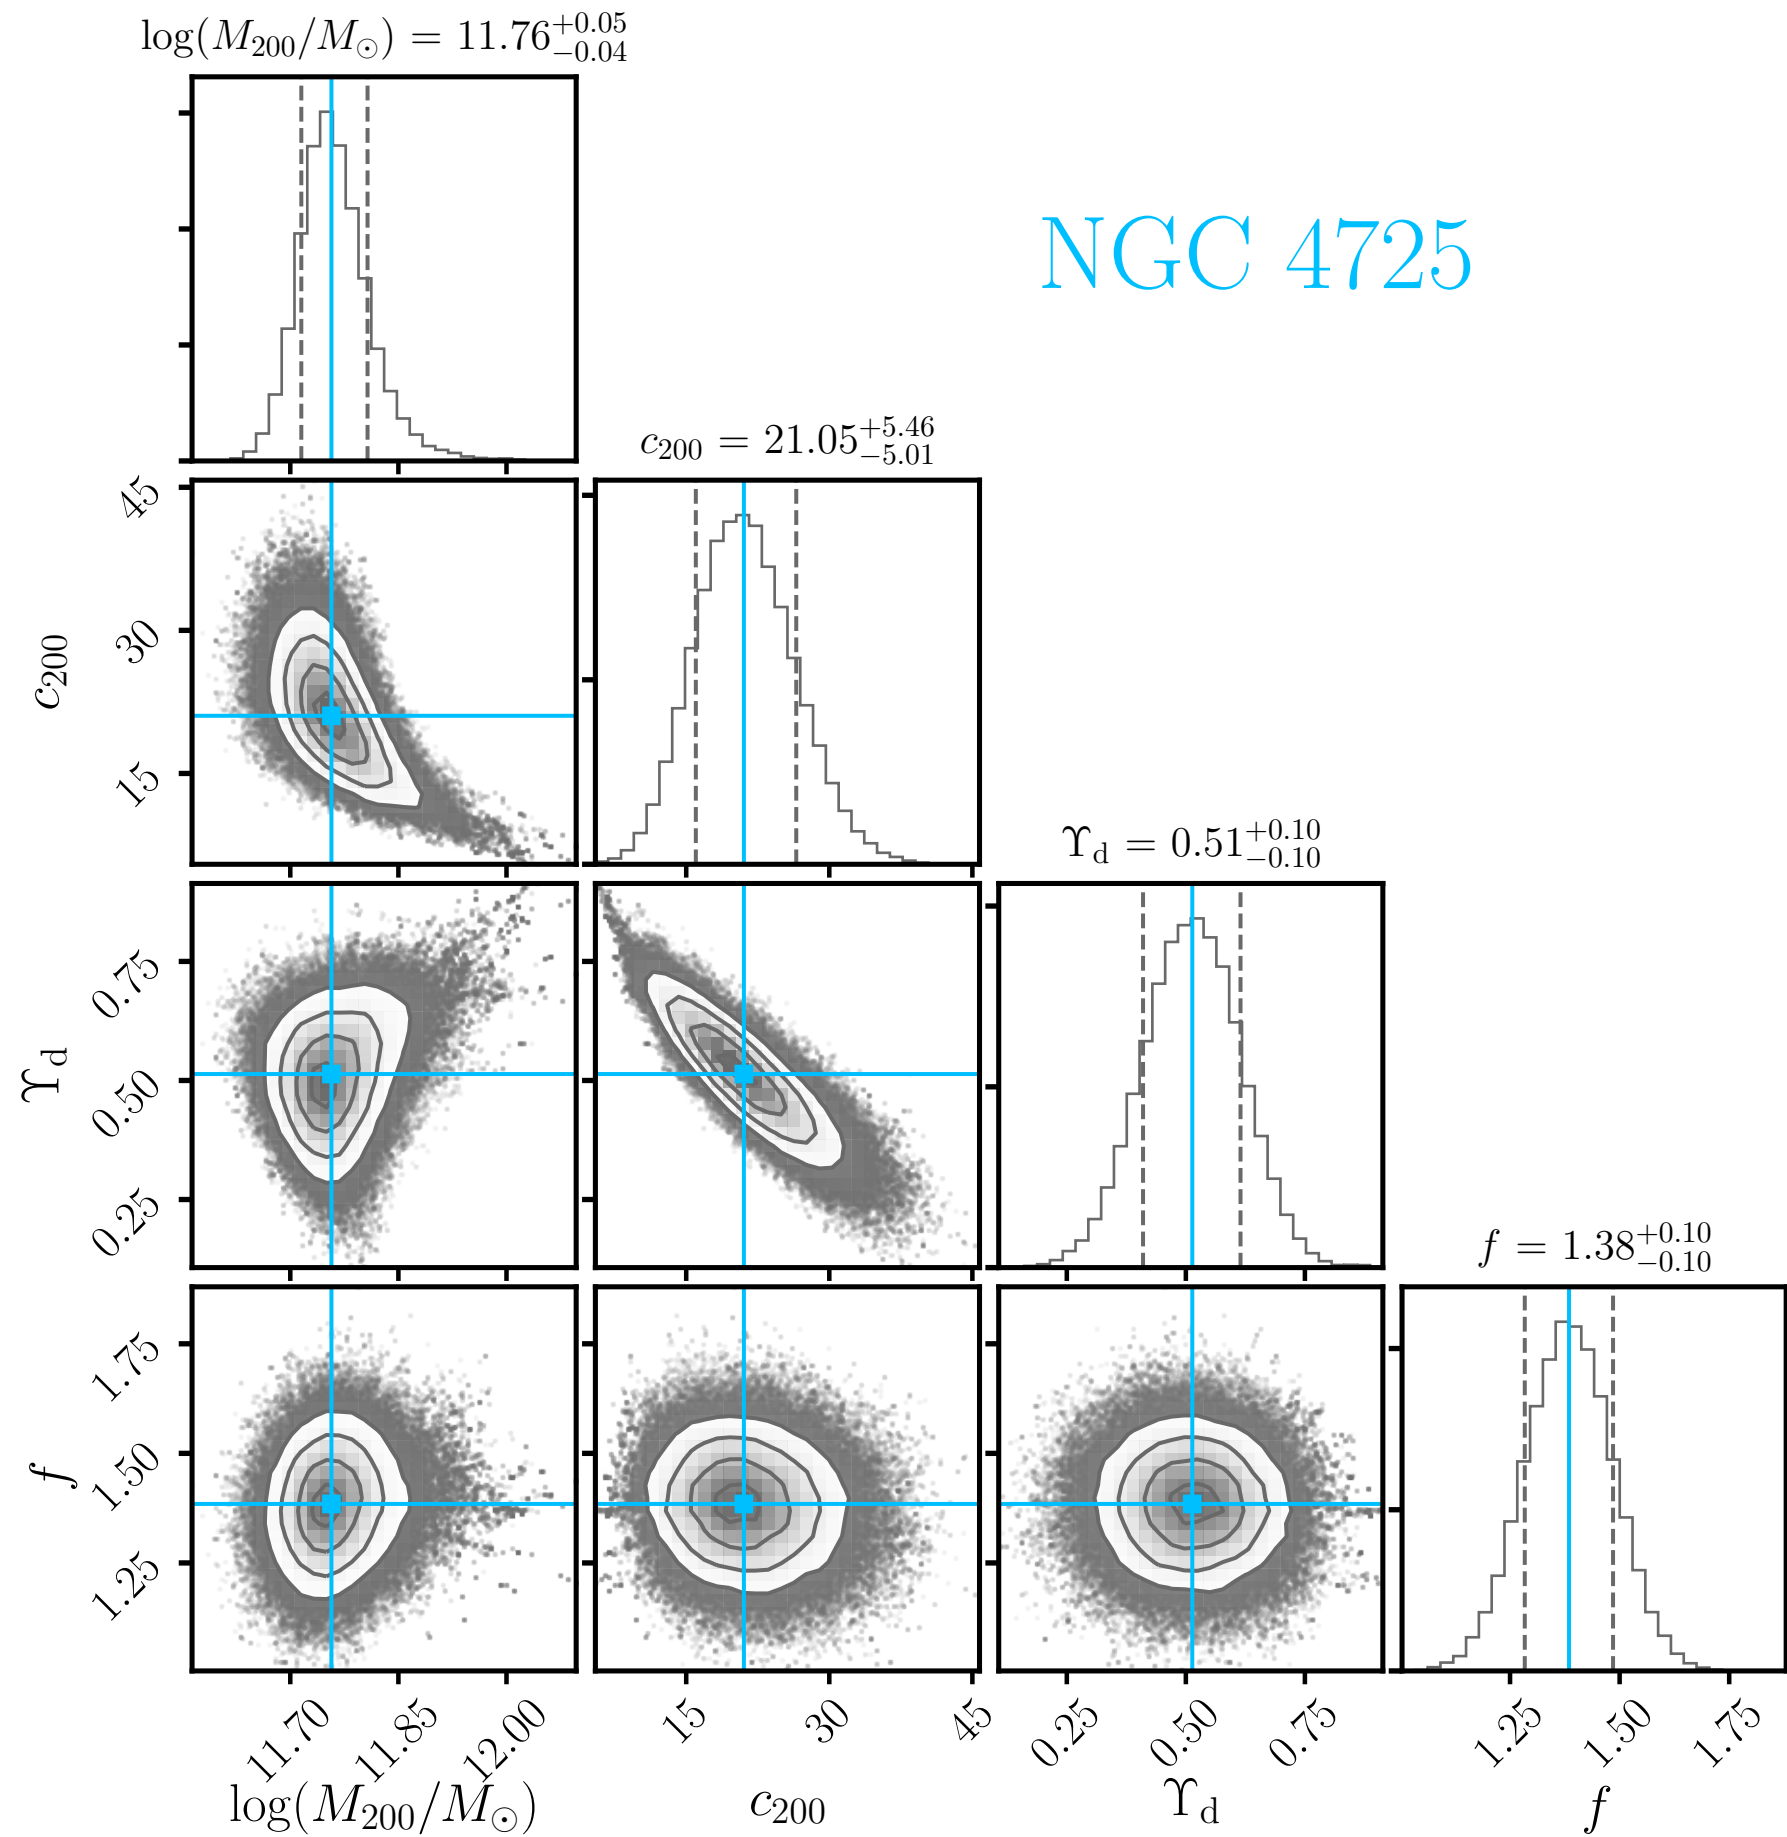 log(M₂₀₀/M☉) = 11.76⁺⁰·⁰⁵₋₀.₀₄
NGC 4725
c₂₀₀ = 21.05⁺⁵·⁴⁶₋₅.₀₁
45
30
15
c₂₀₀
ϒd = 0.51⁺⁰·¹⁰₋₀.₁₀
0.75
0.50
0.25
ϒd
f = 1.38⁺⁰·¹⁰₋₀.₁₀
1.75
1.50
1.25
f
11.70 11.85 12.00 15 30 45 0.25 0.50 0.75 1.25 1.50 1.75
log(M₂₀₀/M☉) c₂₀₀ ϒd f